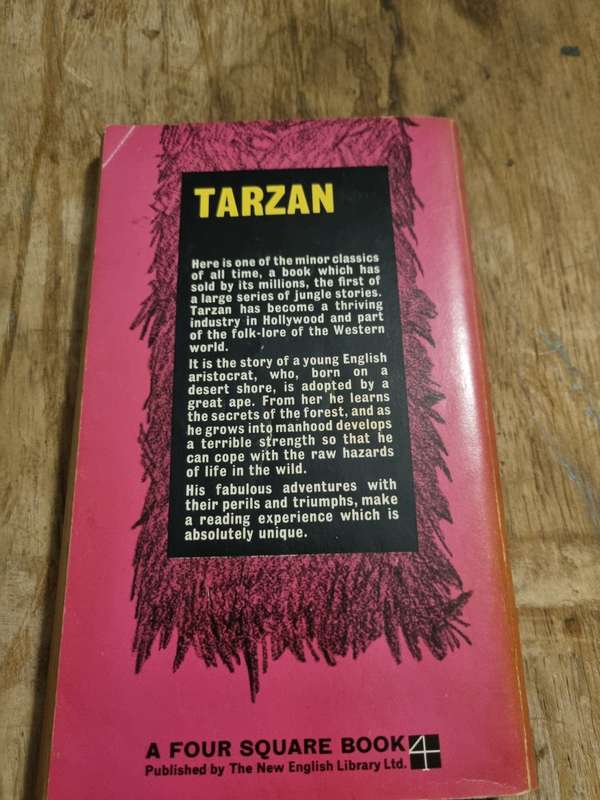 TARZAN
Here is one of the minor classics
of all time, a book which has
sold by its millions, the first of
a large series of jungle stories.
Tarzan has become a thriving
industry in Hollywood and part
of the folk-lore of the Western
world.
It is the story of a young English
aristocrat, who, born on a
desert shore, is adopted by a
great ape. From her he learns
the secrets of the forest, and as
he grows into manhood develops
a terrible strength so that he
can cope with the raw hazards
of life in the wild.
His fabulous adventures with
their perils and triumphs, make
a reading experience which is
absolutely unique.
A FOUR SQUARE BOOK 4
Published by The New English Library Ltd.